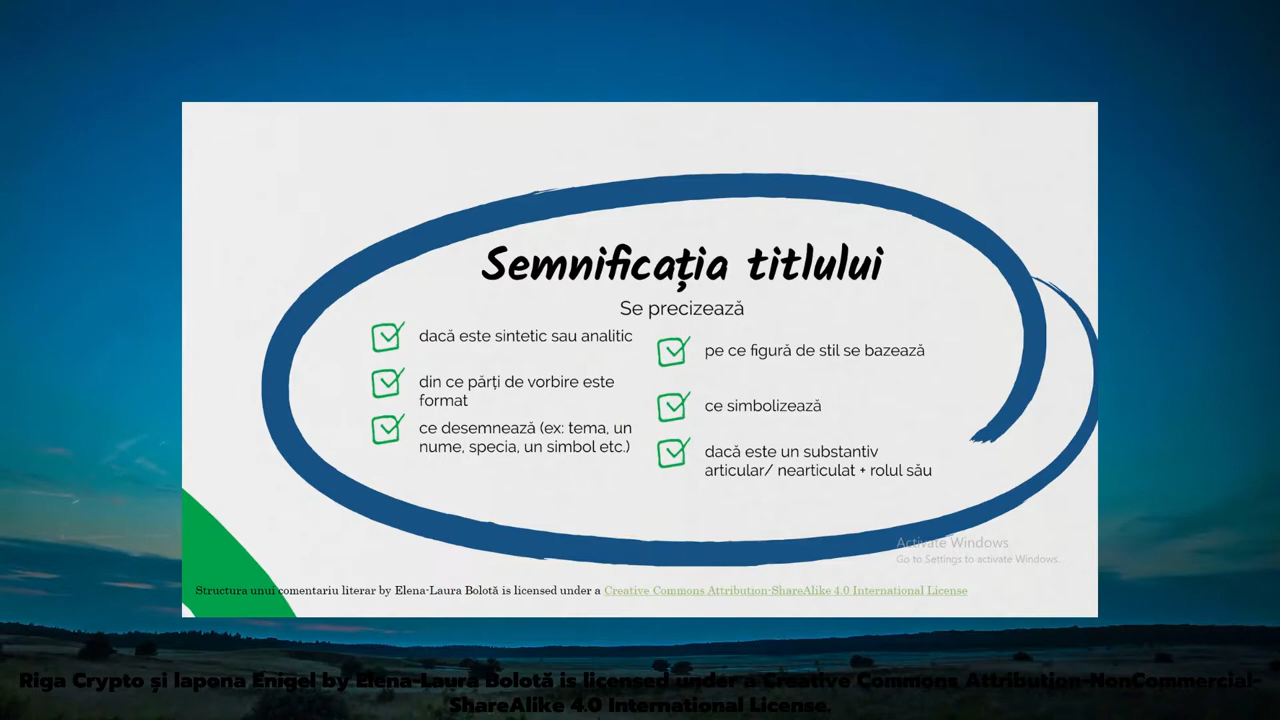 Semnificația titlului
Se precizează
dacă este sintetic sau analitic
din ce părți de vorbire este
format
ce desemnează (ex: tema, un
nume, specia, un simbol etc.)
pe ce figură de stil se bazează
ce simbolizează
dacă este un substantiv
articular/ nearticulat + rolul său
Activate Windows
Go to Settings to activate Windows.
Structura unui comentariu literar by Elena-Laura Bolotă is licensed under a Creative Commons Attribution-ShareAlike 4.0 International License
Riga Crypto și lapona Enigel by Elena-Laura Bolotă is licensed under a Creative Commons Attribution-NonCommercial-
ShareAlike 4.0 International License.